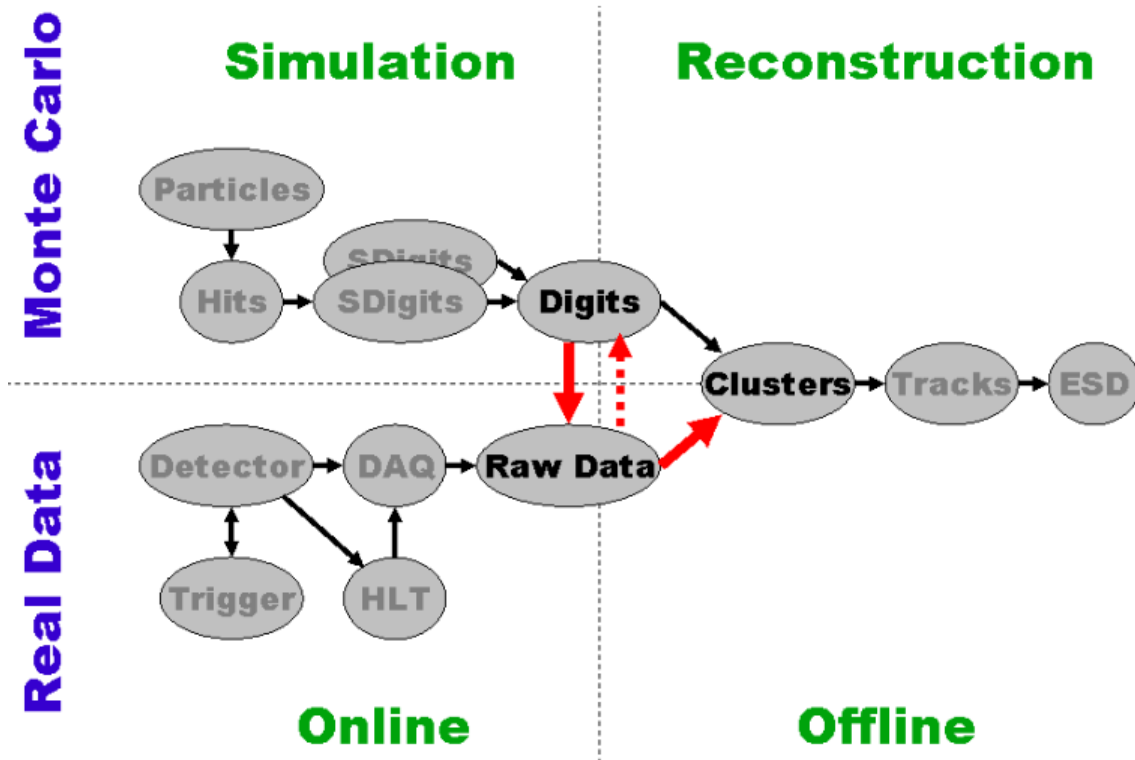 Monte Carlo
Simulation
Reconstruction
Particles
SDigits
Hits
SDigits
Digits
Clusters
Tracks
ESD
Real Data
Detector
DAQ
Raw Data
Trigger
HLT
Online
Offline